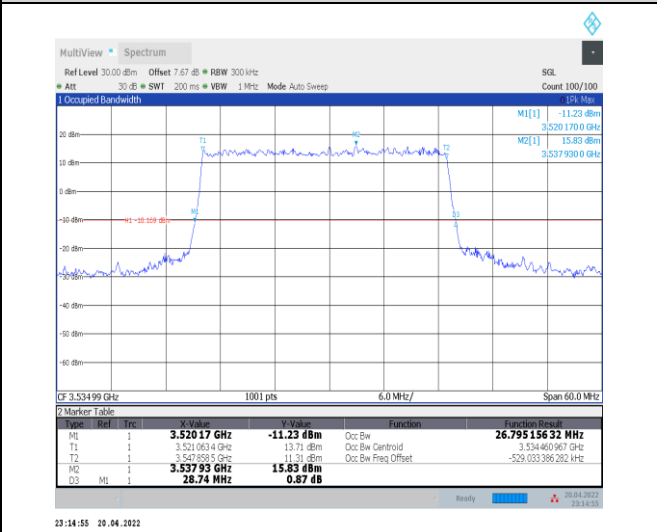 MultiView Spectrum
Ref Level 30.00 dBm Offset 7.67 dB RBW 300 kHz SGL
Att 30 dB SWT 200 ms VBW 1 MHz Mode Auto Sweep Count 100/100
1 Occupied Bandwidth 1Pk Max
M1[1] -11.23 dBm
3.520 170 0 GHz
M2[1] 15.83 dBm
3.537 930 0 GHz
20 dBm
T1 M2 T2
10 dBm
0 dBm
M1 D3
-10 dBm H1 -10.169 dBm
-20 dBm
-30 dBm
-40 dBm
-50 dBm
-60 dBm
CF 3.534 99 GHz 1001 pts 6.0 MHz/ Span 60.0 MHz
2 Marker Table
Type Ref Trc X-Value Y-Value Function Function Result
M1 1 3.520 17 GHz -11.23 dBm Occ Bw 26.795 156 32 MHz
T1 1 3.521 063 4 GHz 13.71 dBm Occ Bw Centroid 3.534 460 967 GHz
T2 1 3.547 858 5 GHz 11.31 dBm Occ Bw Freq Offset -529.033 386 282 kHz
M2 1 3.537 93 GHz 15.83 dBm
D3 M1 1 28.74 MHz 0.87 dB
Ready 20.04.2022
23:14:55
23:14:55 20.04.2022